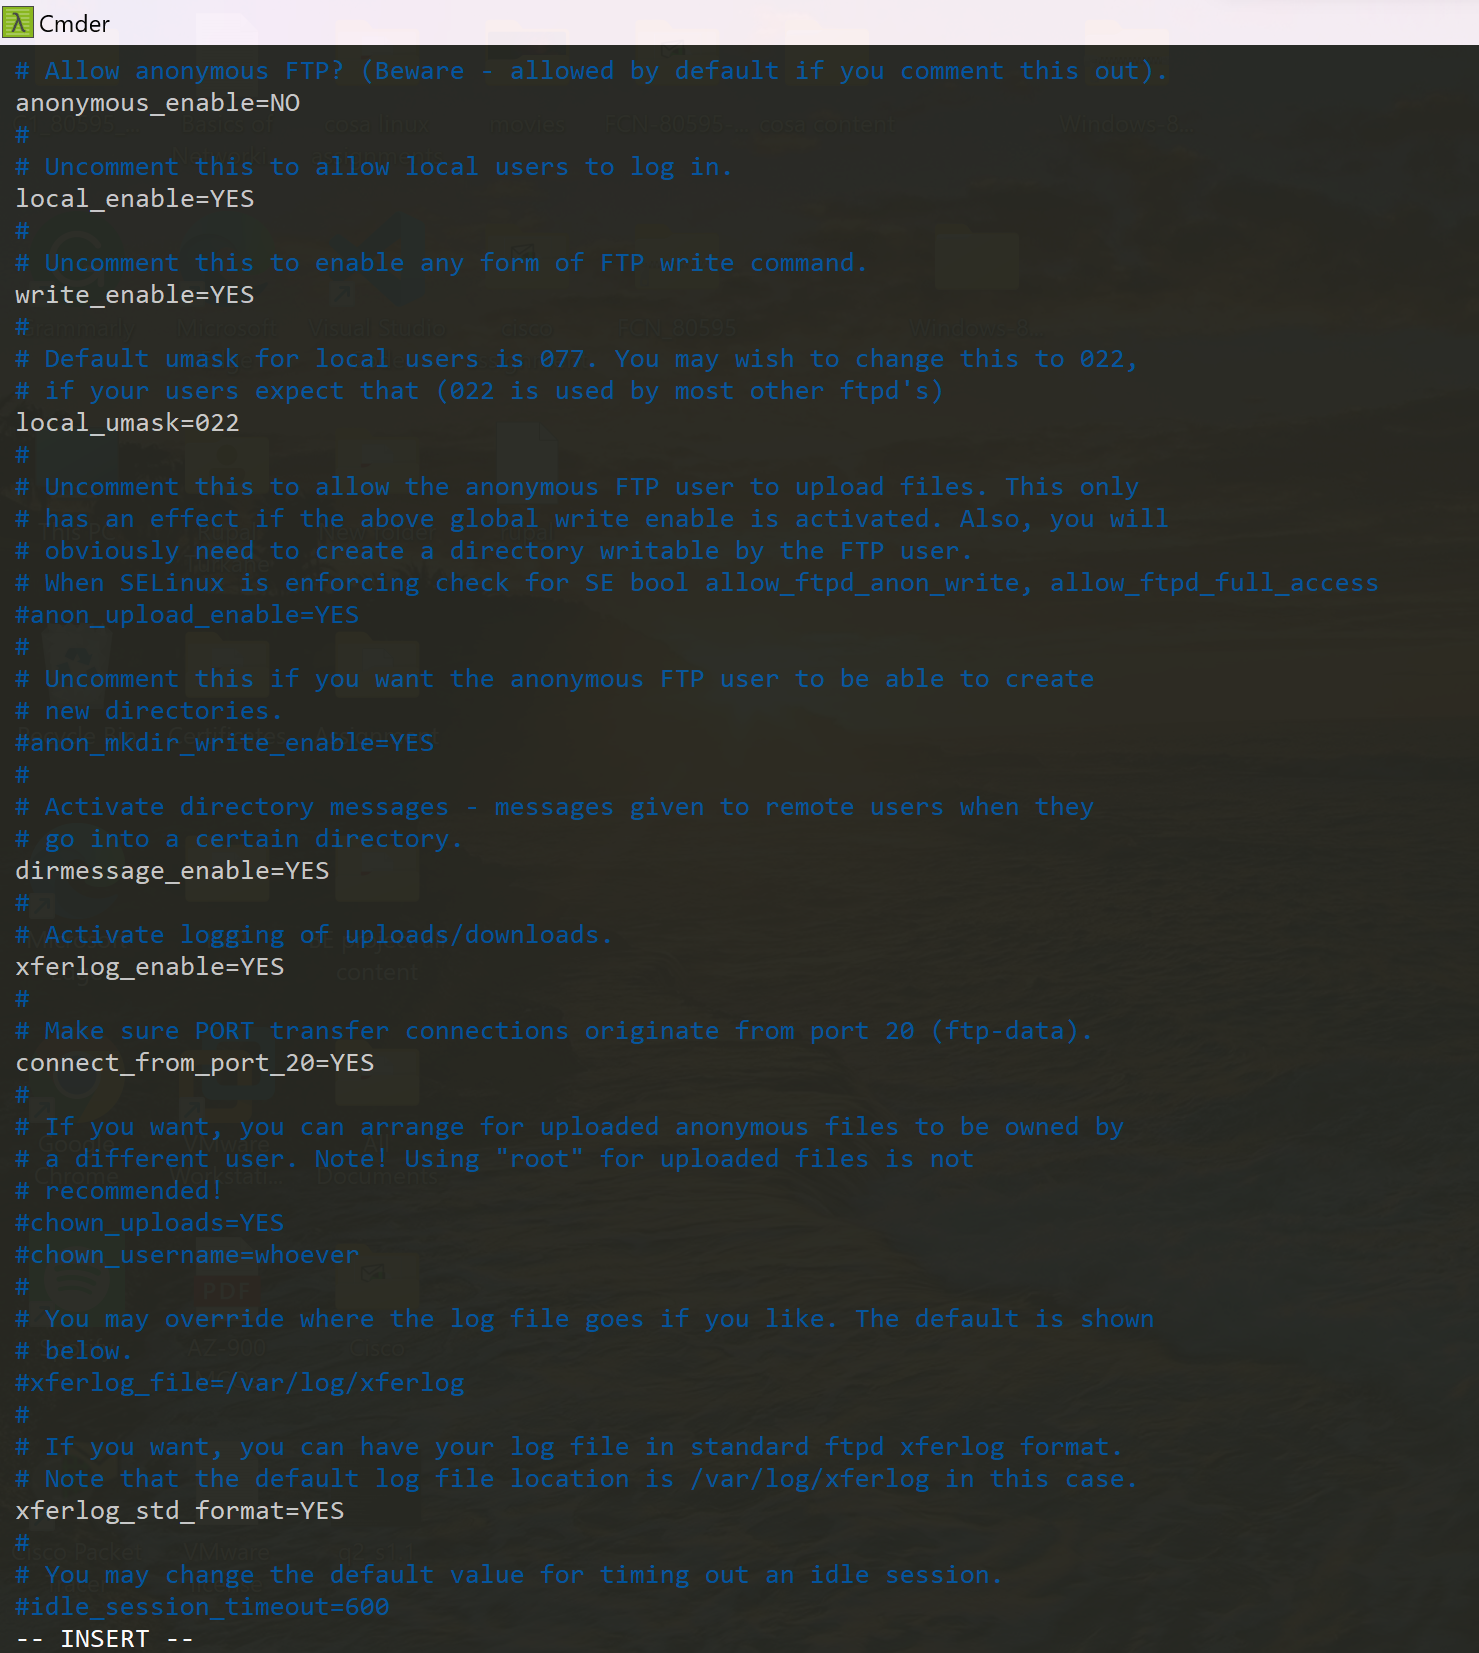 Cmder
# Allow anonymous FTP? (Beware - allowed by default if you comment this out).
anonymous_enable=NO
#
# Uncomment this to allow local users to log in.
local_enable=YES
#
# Uncomment this to enable any form of FTP write command.
write_enable=YES
#
# Default umask for local users is 077. You may wish to change this to 022,
# if your users expect that (022 is used by most other ftpd's)
local_umask=022
#
# Uncomment this to allow the anonymous FTP user to upload files. This only
# has an effect if the above global write enable is activated. Also, you will
# obviously need to create a directory writable by the FTP user.
# When SELinux is enforcing check for SE bool allow_ftpd_anon_write, allow_ftpd_full_access
#anon_upload_enable=YES
#
# Uncomment this if you want the anonymous FTP user to be able to create
# new directories.
#anon_mkdir_write_enable=YES
#
# Activate directory messages - messages given to remote users when they
# go into a certain directory.
dirmessage_enable=YES
#
# Activate logging of uploads/downloads.
xferlog_enable=YES
#
# Make sure PORT transfer connections originate from port 20 (ftp-data).
connect_from_port_20=YES
#
# If you want, you can arrange for uploaded anonymous files to be owned by
# a different user. Note! Using "root" for uploaded files is not
# recommended!
#chown_uploads=YES
#chown_username=whoever
#
# You may override where the log file goes if you like. The default is shown
# below.
#xferlog_file=/var/log/xferlog
#
# If you want, you can have your log file in standard ftpd xferlog format.
# Note that the default log file location is /var/log/xferlog in this case.
xferlog_std_format=YES
#
# You may change the default value for timing out an idle session.
#idle_session_timeout=600
-- INSERT --